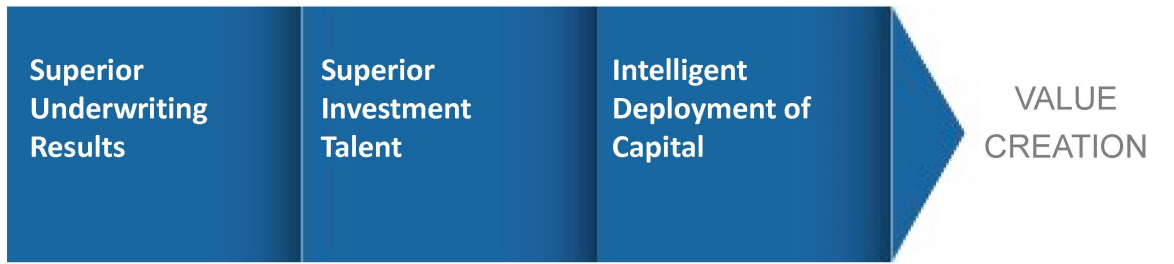 Superior
Underwriting
Results
Superior
Investment
Talent
Intelligent
Deployment of
Capital
VALUE
CREATION